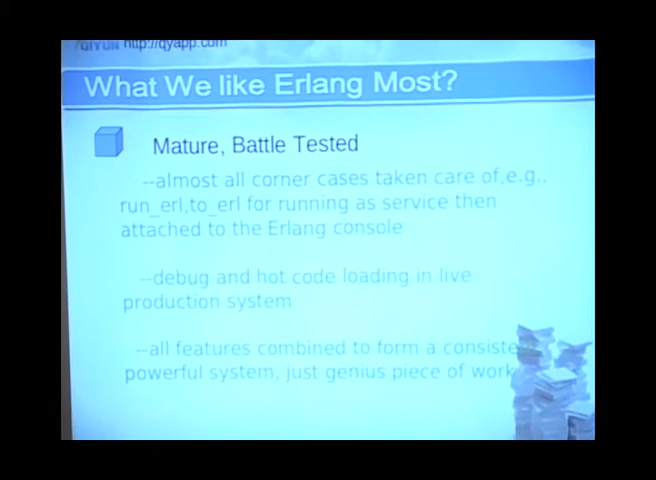 QIYUN http://qyapp.com
What We like Erlang Most?
Mature, Battle Tested
--almost all corner cases taken care of,e.g.,
run_erl,to_erl for running as service then
attached to the Erlang console
--debug and hot code loading in live
production system
--all features combined to form a
powerful system, just genius piece of work